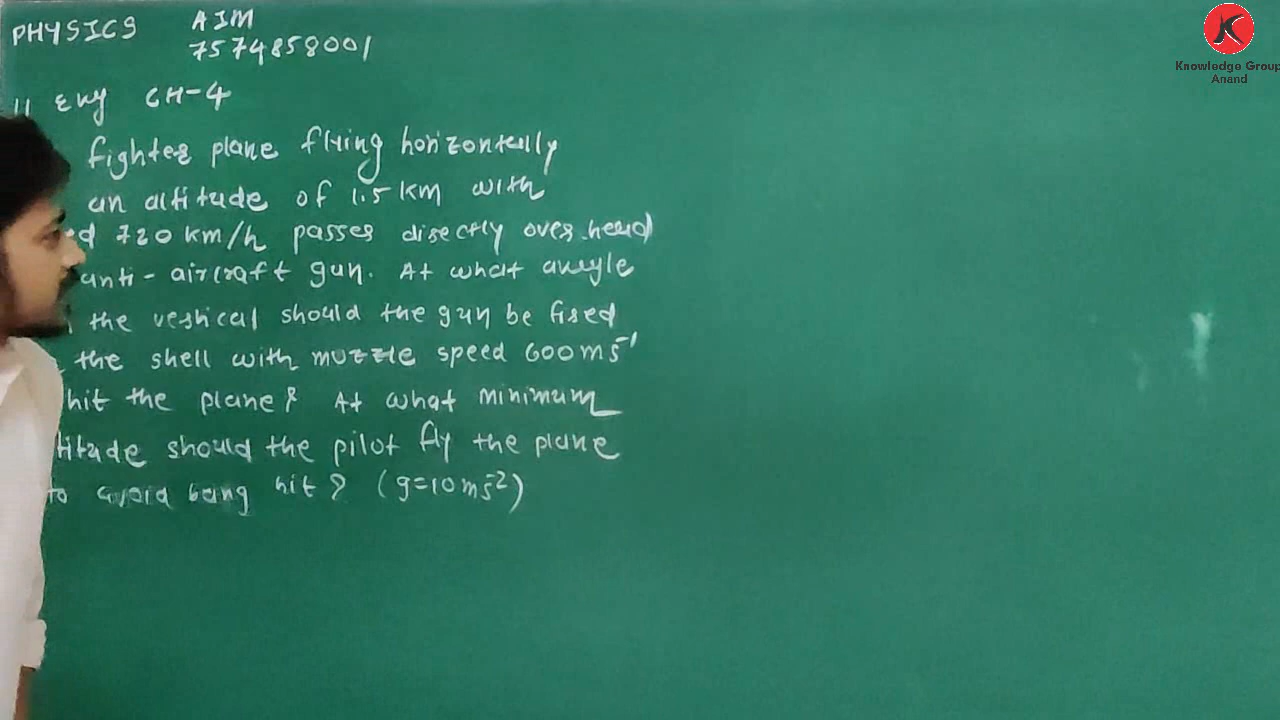 PHYSICS AIM
7574858001
11 Eng CH-4
fighter plane flying horizontally
an altitude of 1.5 km with
720 km/h passes directly over head
anti-aircraft gun. At what angle
the vertical should the gun be fired
the shell with muzzle speed 600 ms⁻¹
hit the plane? At what minimum
titude should the pilot fly the plane
to avoid bang hit? (g=10ms⁻²)
K
Knowledge Group
Anand